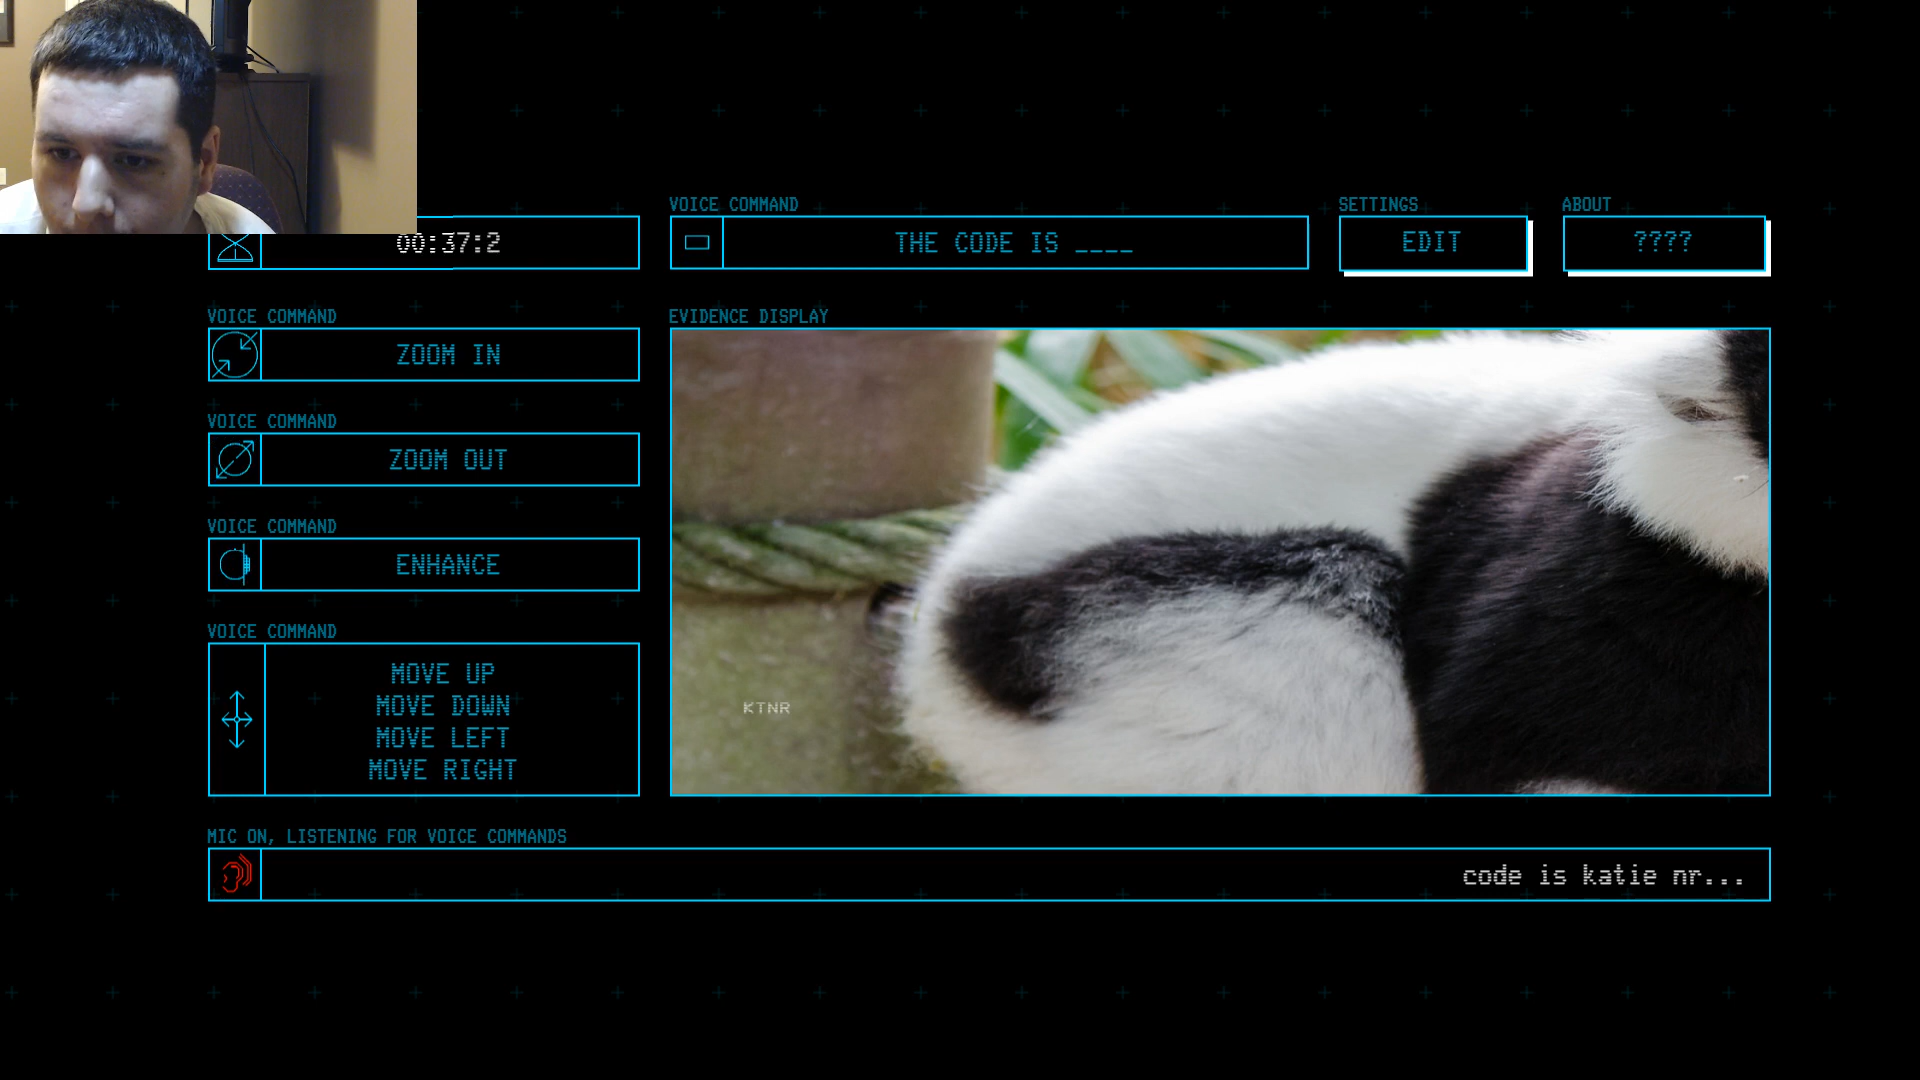 00:37:2
VOICE COMMAND
THE CODE IS ____
SETTINGS
EDIT
ABOUT
????
VOICE COMMAND
ZOOM IN
VOICE COMMAND
ZOOM OUT
VOICE COMMAND
ENHANCE
VOICE COMMAND
MOVE UP
MOVE DOWN
MOVE LEFT
MOVE RIGHT
EVIDENCE DISPLAY
KTNR
MIC ON, LISTENING FOR VOICE COMMANDS
code is katie nr...